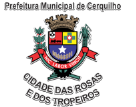 Prefeitura Municipal de Cerquilho
CIDADE DAS ROSAS
E DOS TROPEIROS